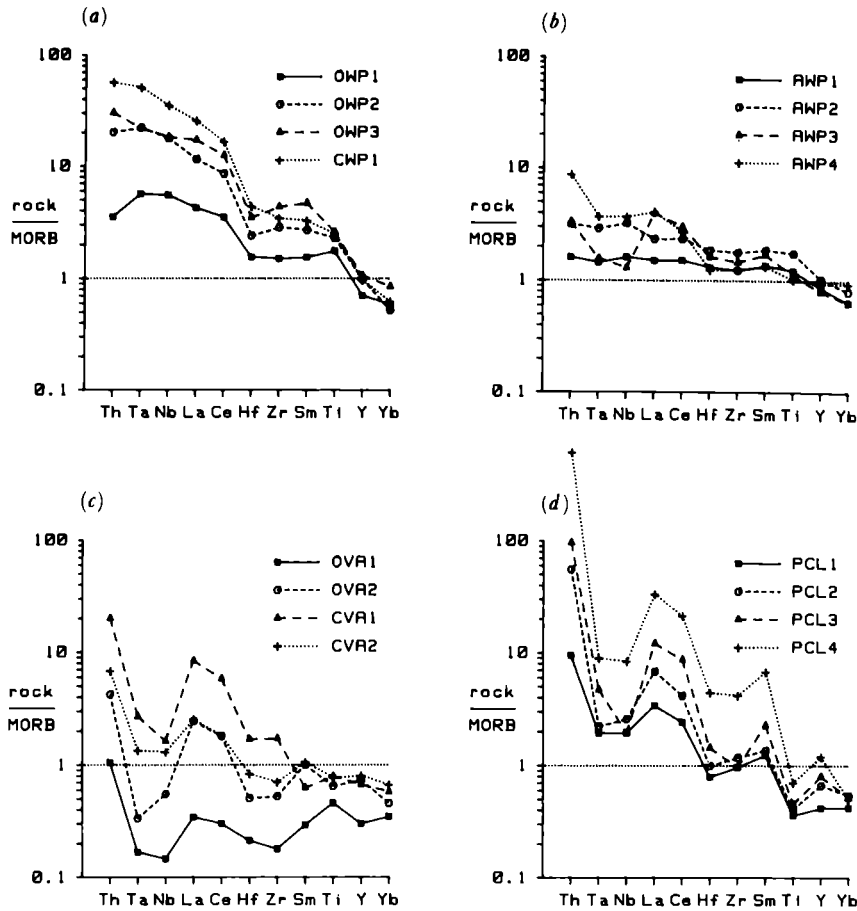 (a)
100
10
1
0.1
rock
MORB
OWP1
OWP2
OWP3
CWP1
Th Ta Nb La Ce Hf Zr Sm Ti Y Yb
(b)
100
10
1
0.1
rock
MORB
AWP1
AWP2
AWP3
AWP4
Th Ta Nb La Ce Hf Zr Sm Ti Y Yb
(c)
100
10
1
0.1
rock
MORB
OVA1
OVA2
CVA1
CVA2
Th Ta Nb La Ce Hf Zr Sm Ti Y Yb
(d)
100
10
1
0.1
rock
MORB
PCL1
PCL2
PCL3
PCL4
Th Ta Nb La Ce Hf Zr Sm Ti Y Yb